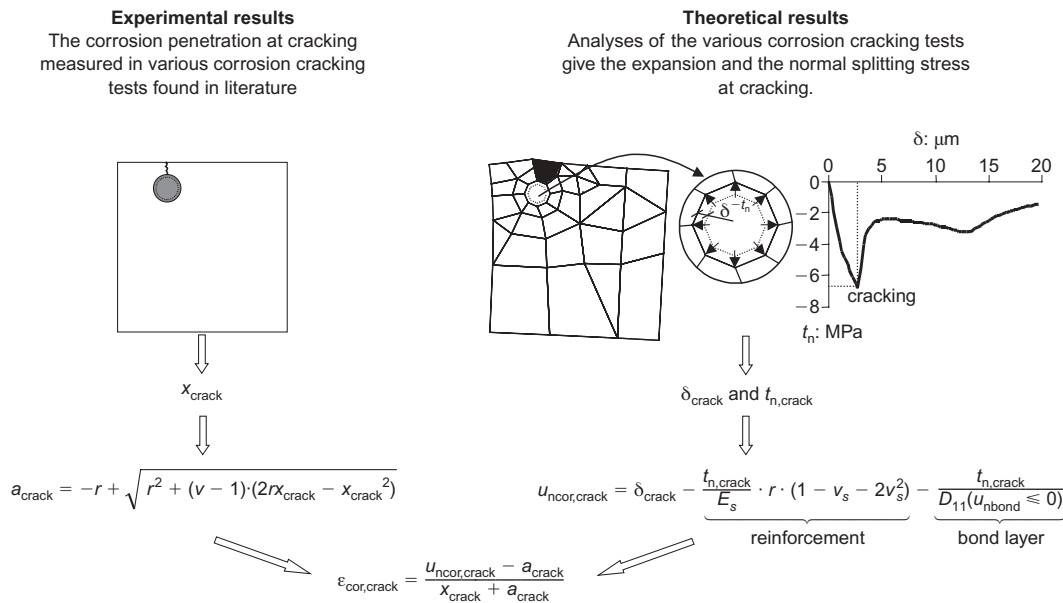 Experimental results
The corrosion penetration at cracking
measured in various corrosion cracking
tests found in literature
x_crack
a_crack = −r + √(r² + (v − 1)·(2rx_crack − x_crack²))
Theoretical results
Analyses of the various corrosion cracking tests
give the expansion and the normal splitting stress
at cracking.
δ −t_n
δ: μm
0 5 10 15 20
0
−2
−4
−6
−8
cracking
t_n: MPa
δ_crack and t_n,crack
u_ncor,crack = δ_crack − t_n,crack/E_s · r · (1 − v_s − 2v_s²) − t_n,crack/D_11(u_nbond ⩽ 0)
reinforcement bond layer
ε_cor,crack = (u_ncor,crack − a_crack)/(x_crack + a_crack)